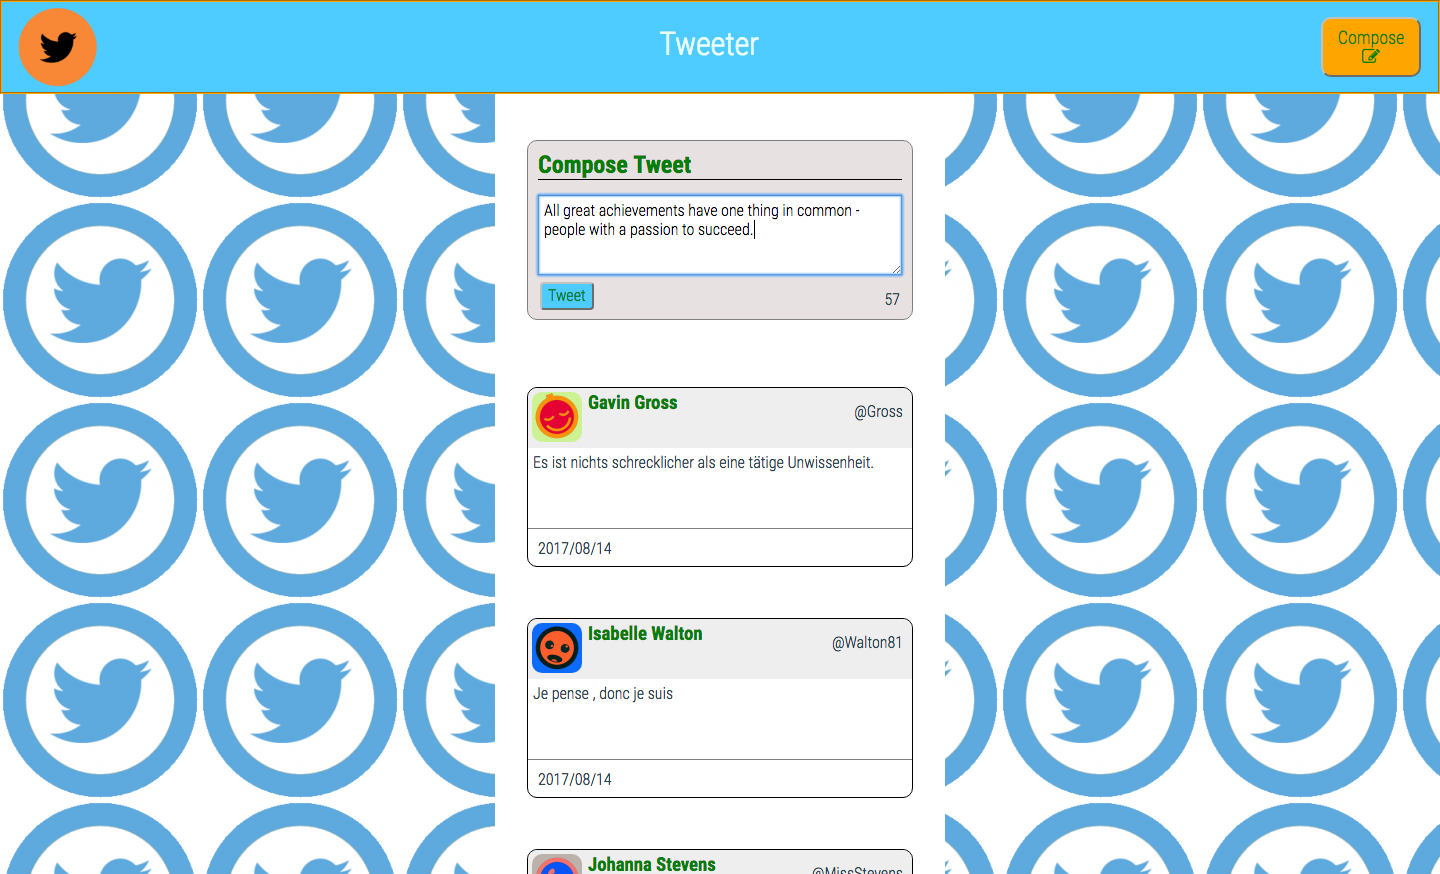 Tweeter
Compose
Compose Tweet
All great achievements have one thing in common -
people with a passion to succeed.
Tweet
57
Gavin Gross
@Gross
Es ist nichts schrecklicher als eine tätige Unwissenheit.
2017/08/14
Isabelle Walton
@Walton81
Je pense , donc je suis
2017/08/14
Johanna Stevens
@MissStevens